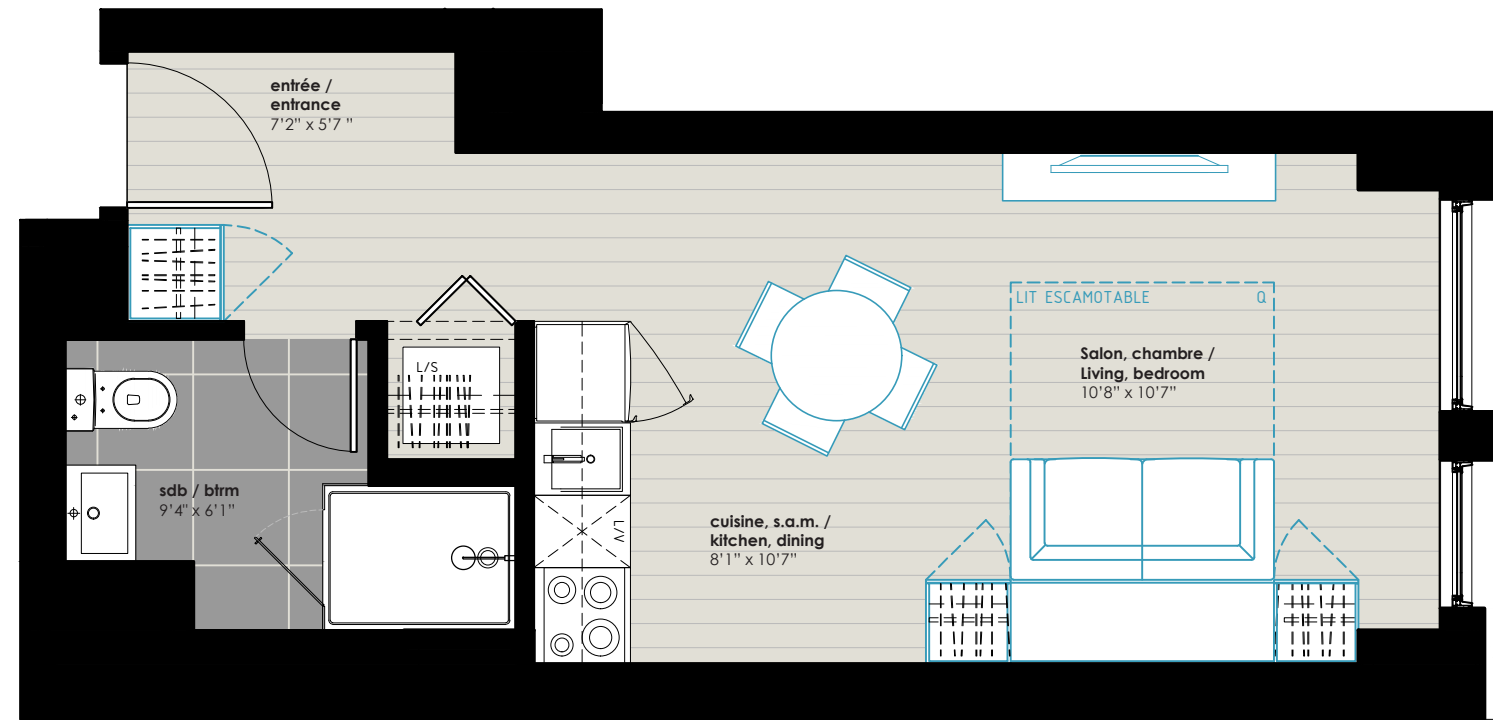 entrée /
entrance
7'2" x 5'7 "
L/S
LIT ESCAMOTABLE Q
Salon, chambre /
Living, bedroom
10'8" x 10'7"
sdb / btrm
9'4" x 6'1"
cuisine, s.a.m. /
kitchen, dining
8'1" x 10'7"
L/V